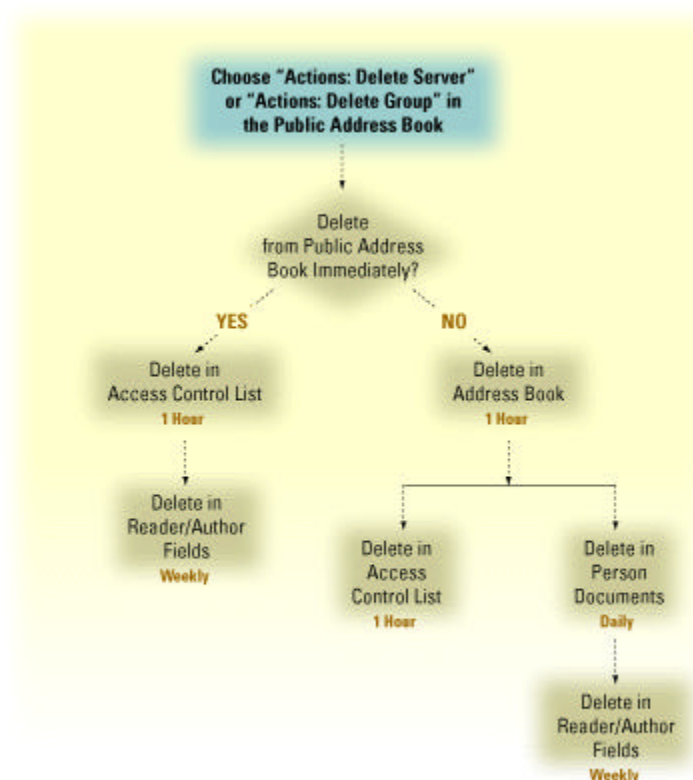 Choose "Actions: Delete Server"
or "Actions: Delete Group" in
the Public Address Book
Delete
from Public Address
Book Immediately?
YES
NO
Delete in
Access Control List
1 Hour
Delete in
Address Book
1 Hour
Delete in
Reader/Author
Fields
Weekly
Delete in
Access
Control List
1 Hour
Delete in
Person
Documents
Daily
Delete in
Reader/Author
Fields
Weekly